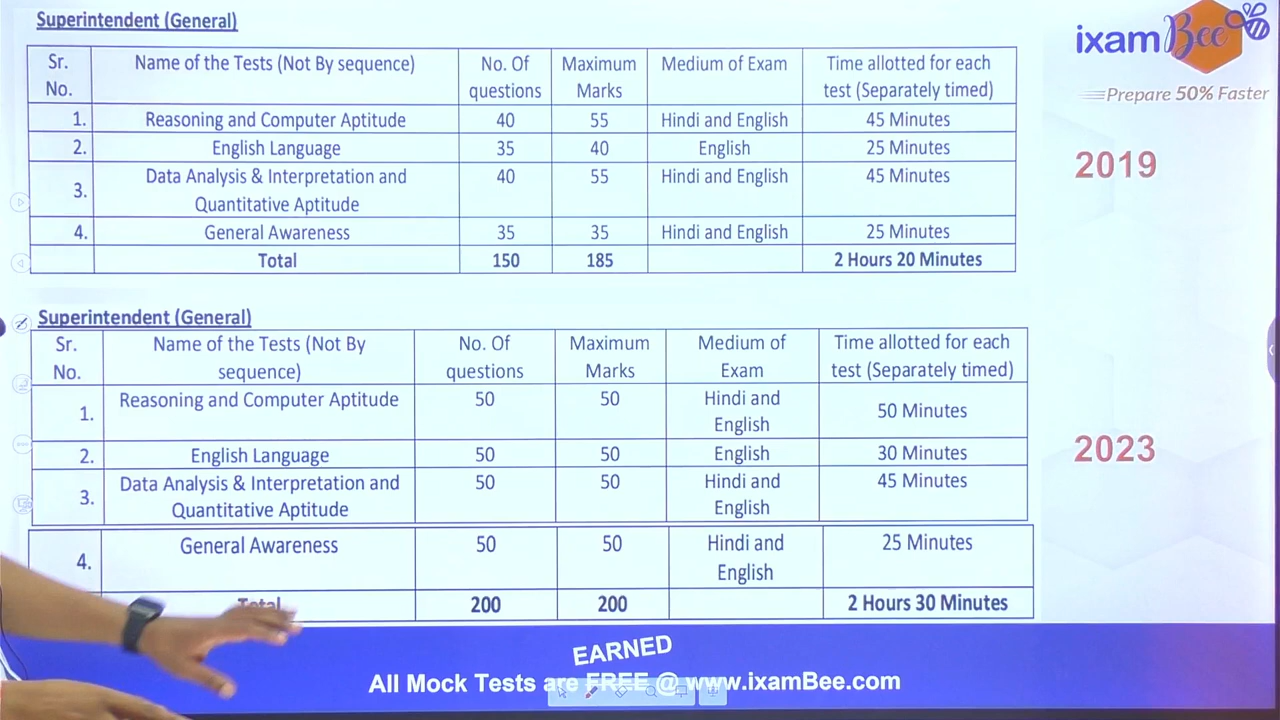 Superintendent (General)
ixamBee
Prepare 50% Faster
Sr. No. Name of the Tests (Not By sequence) No. Of questions Maximum Marks Medium of Exam Time allotted for each test (Separately timed)
1. Reasoning and Computer Aptitude 40 55 Hindi and English 45 Minutes
2. English Language 35 40 English 25 Minutes
3. Data Analysis & Interpretation and Quantitative Aptitude 40 55 Hindi and English 45 Minutes
4. General Awareness 35 35 Hindi and English 25 Minutes
Total 150 185 2 Hours 20 Minutes
2019
Superintendent (General)
Sr. No. Name of the Tests (Not By sequence) No. Of questions Maximum Marks Medium of Exam Time allotted for each test (Separately timed)
1. Reasoning and Computer Aptitude 50 50 Hindi and English 50 Minutes
2. English Language 50 50 English 30 Minutes
3. Data Analysis & Interpretation and Quantitative Aptitude 50 50 Hindi and English 45 Minutes
4. General Awareness 50 50 Hindi and English 25 Minutes
Total 200 200 2 Hours 30 Minutes
2023
EARNED
All Mock Tests are FREE @ www.ixamBee.com